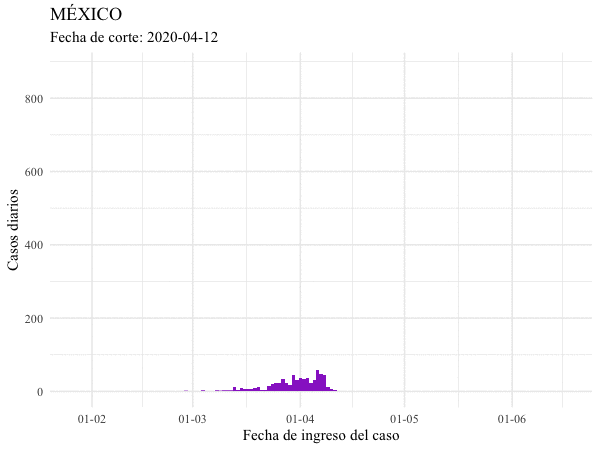 MÉXICO
Fecha de corte: 2020-04-12
Casos diarios
800
600
400
200
0
01-02 01-03 01-04 01-05 01-06
Fecha de ingreso del caso